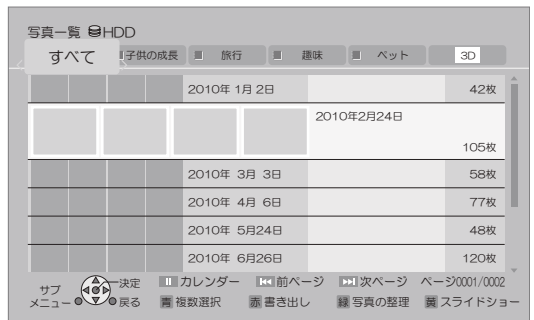 写真一覧 HDD
すべて 子供の成長 旅行 趣味 ペット 3D
2010年 1月 2日 42枚
2010年2月24日
105枚
2010年 3月 3日 58枚
2010年 4月 6日 77枚
2010年 5月24日 48枚
2010年 6月26日 120枚
サブメニュー 決定 戻る
カレンダー 前ページ 次ページ ページ0001/0002
青 複数選択 赤 書き出し 緑 写真の整理 黄 スライドショー